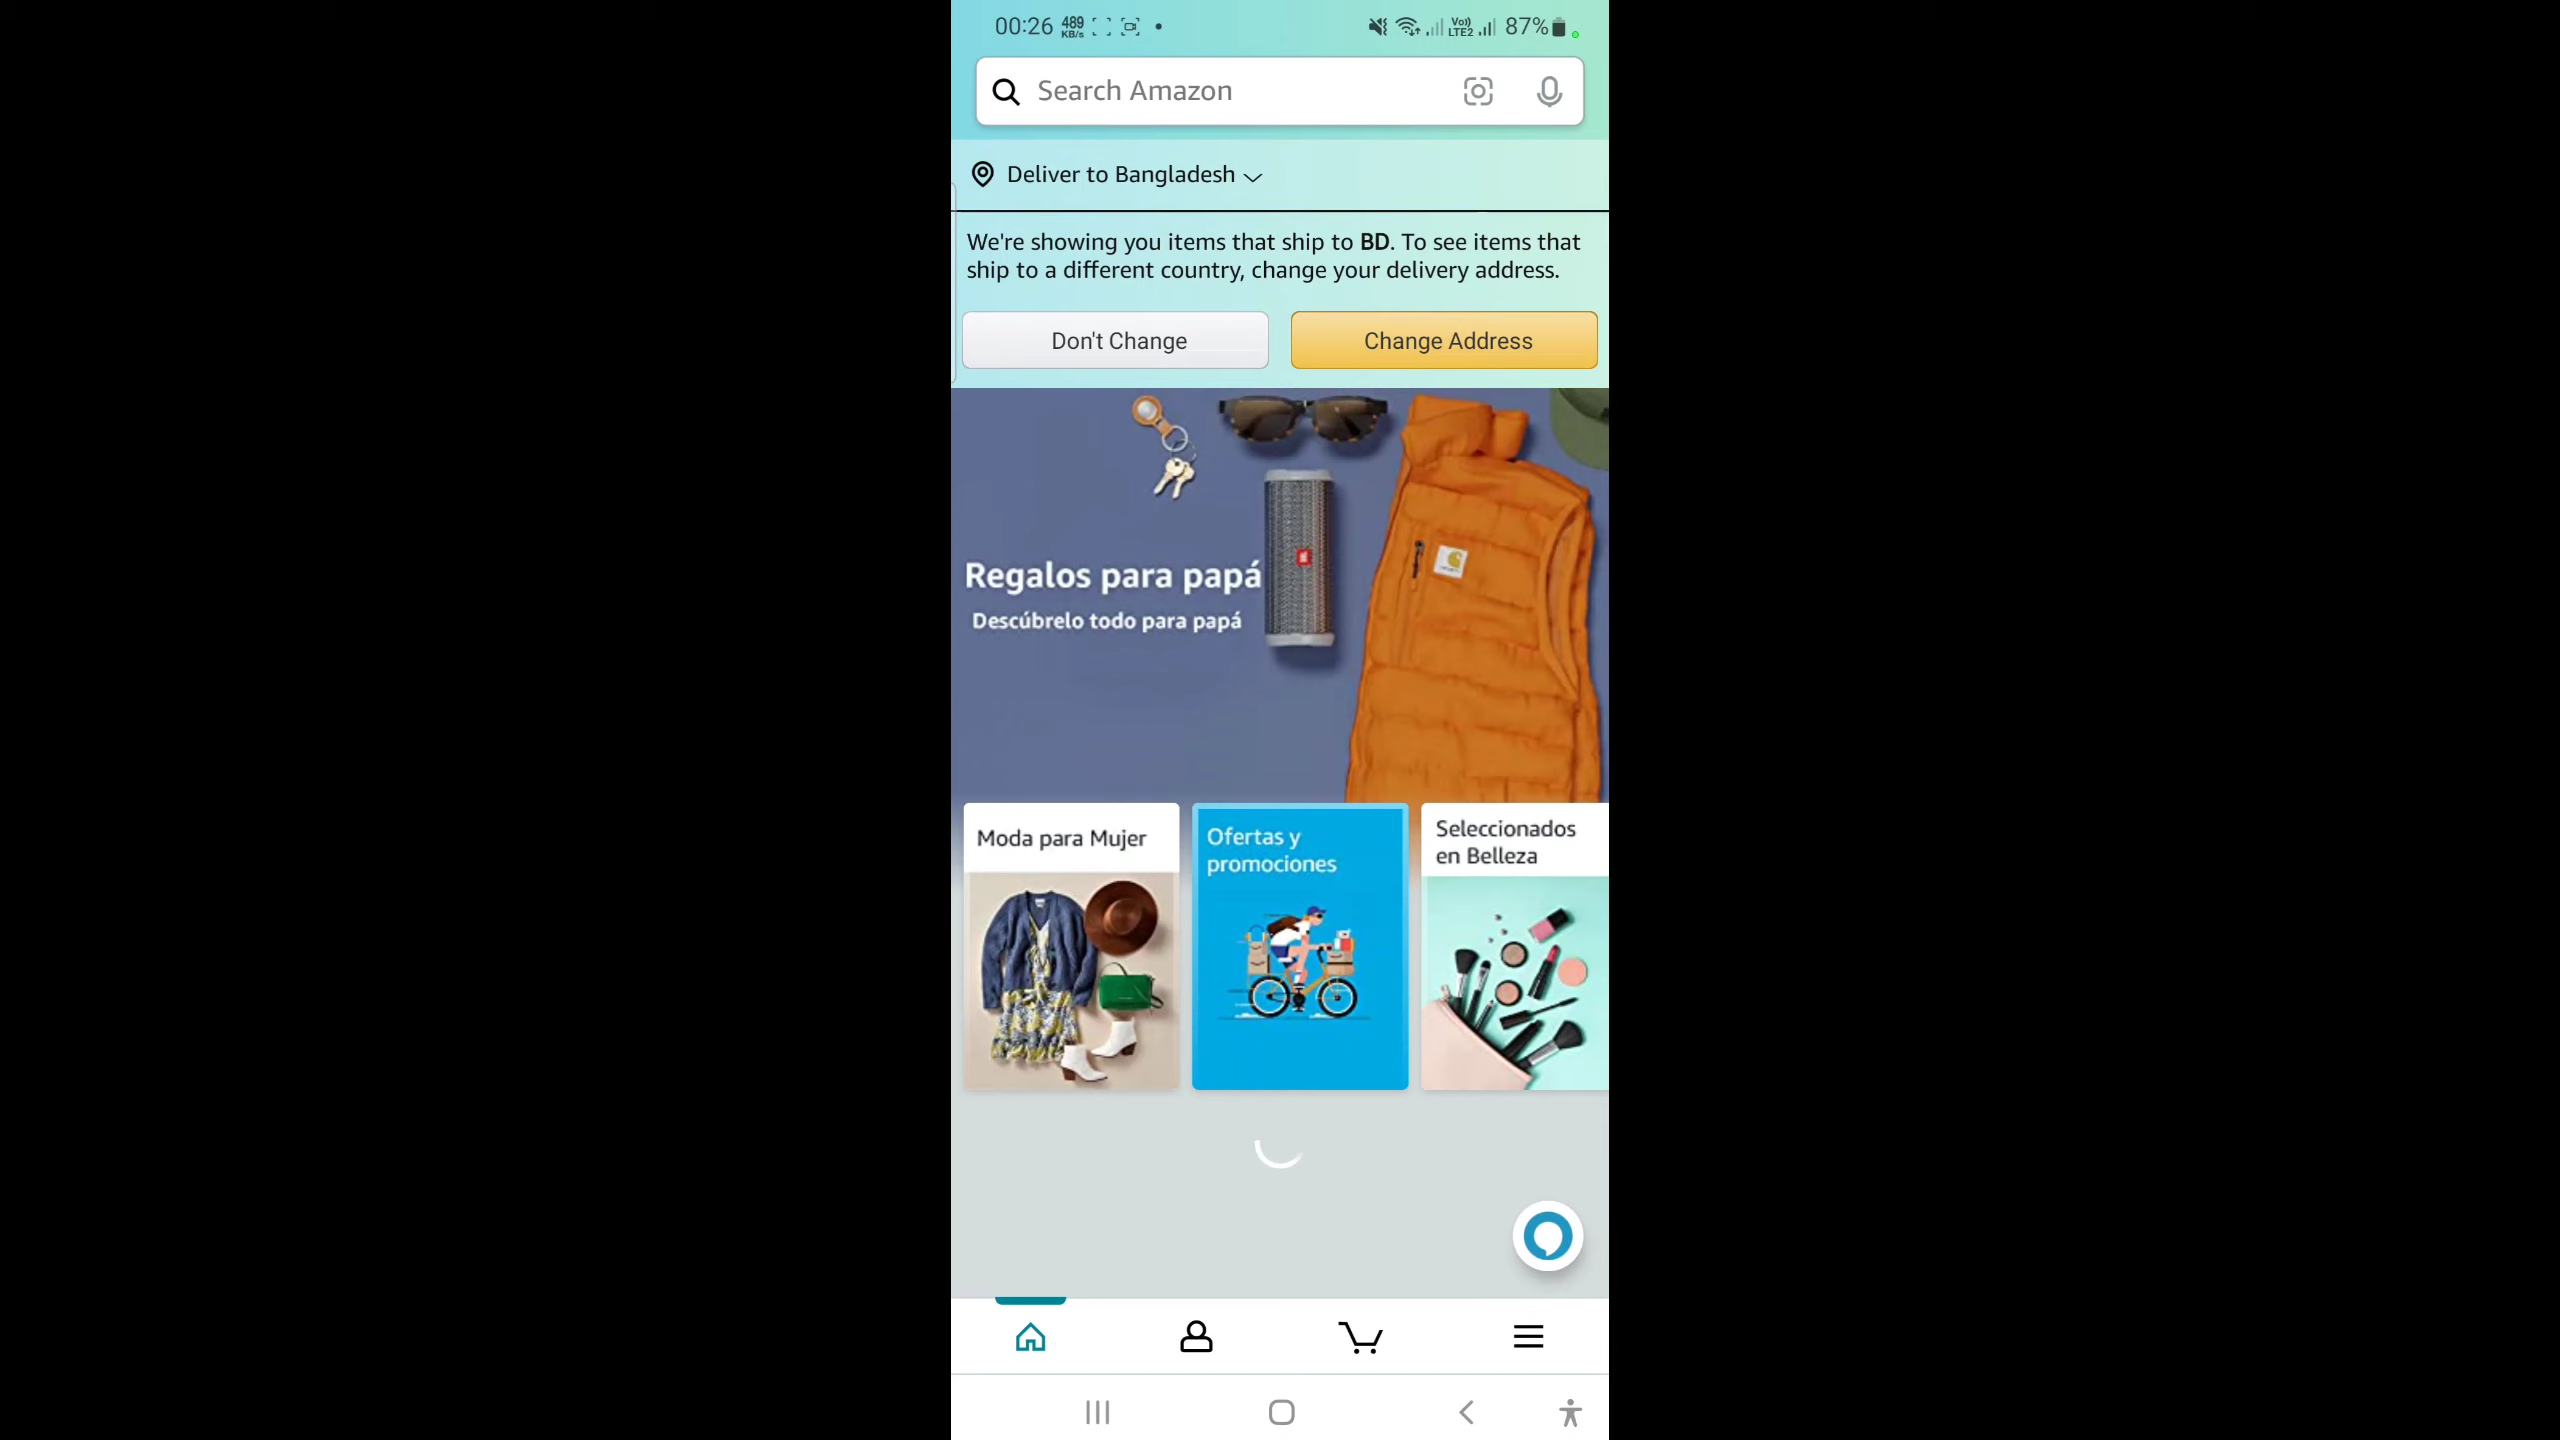 00:26 489 KB/s Vo)) LTE2 87%
Search Amazon
Deliver to Bangladesh
We're showing you items that ship to BD. To see items that
ship to a different country, change your delivery address.
Don't Change
Change Address
Regalos para papá
Descúbrelo todo para papá
Moda para Mujer
Ofertas y
promociones
Seleccionados
en Belleza